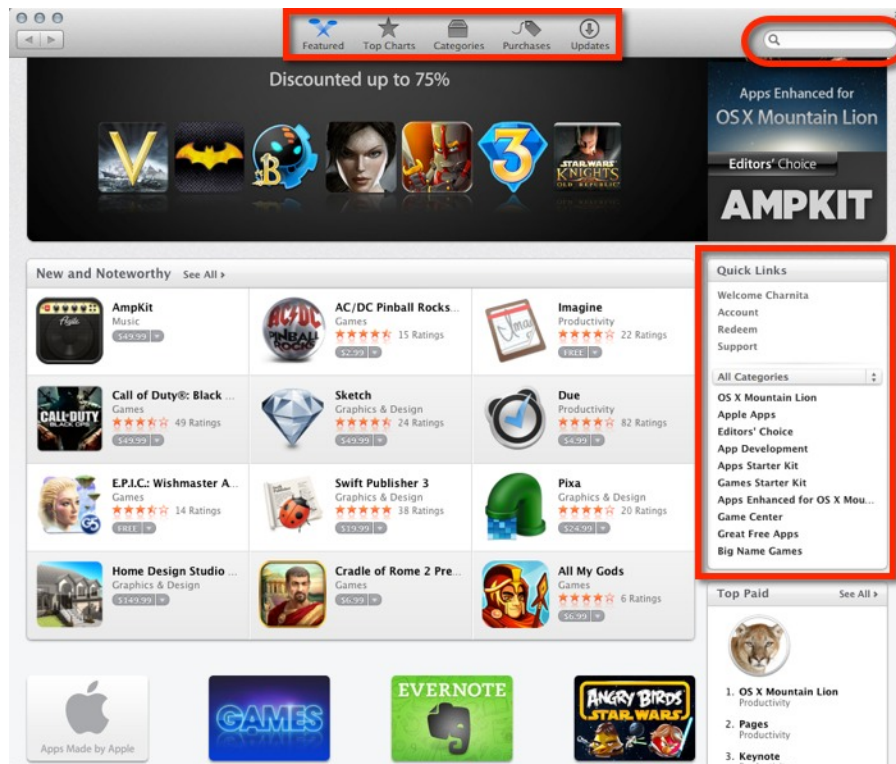 Featured Top Charts Categories Purchases Updates
Discounted up to 75%
V B 3 STAR WARS
KNIGHTS
OLD REPUBLIC
Apps Enhanced for
OS X Mountain Lion
Editors' Choice
AMPKIT
New and Noteworthy See All ›
AmpKit
Music
$49.99
AC/DC Pinball Rocks...
Games
15 Ratings
$2.99
Imagine
Productivity
22 Ratings
FREE
Call of Duty®: Black ...
Games
49 Ratings
$49.99
Sketch
Graphics & Design
24 Ratings
$49.99
Due
Productivity
82 Ratings
$4.99
E.P.I.C.: Wishmaster A...
Games
14 Ratings
FREE
Swift Publisher 3
Graphics & Design
38 Ratings
$19.99
Pixa
Graphics & Design
20 Ratings
$24.99
Home Design Studio ...
Graphics & Design
$149.99
Cradle of Rome 2 Pre...
Games
$6.99
All My Gods
Games
6 Ratings
$6.99
AC/DC
PINBALL
ROCKS
CALL·DUTY
BLACK OPS
G5
Quick Links
Welcome Charnita
Account
Redeem
Support
All Categories
OS X Mountain Lion
Apple Apps
Editors' Choice
App Development
Apps Starter Kit
Games Starter Kit
Apps Enhanced for OS X Mou...
Game Center
Great Free Apps
Big Name Games
Top Paid See All ›
1. OS X Mountain Lion
Productivity
2. Pages
Productivity
3. Keynote
Apps Made by Apple
GAMES
EVERNOTE
ANGRY BIRDS
STAR WARS